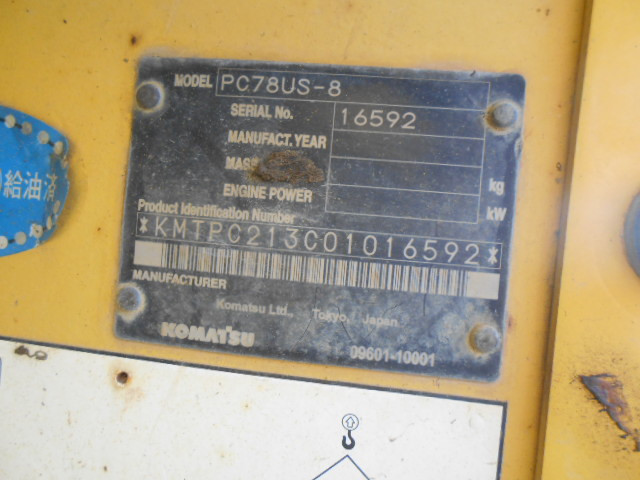 MODEL PC78US-8
SERIAL No. 16592
MANUFACT. YEAR
MASS kg
ENGINE POWER kW
Product Identification Number
*KMTPC213C01016592*
MANUFACTURER
Komatsu Ltd., Tokyo, Japan
KOMATSU
09601-10001
給油